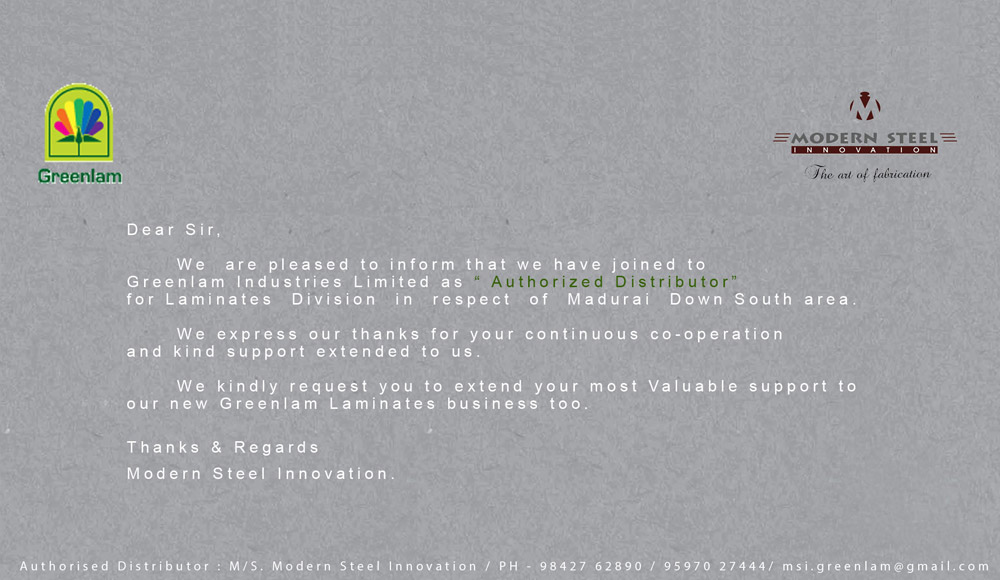 Greenlam
MODERN STEEL
INNOVATION
The art of fabrication
Dear Sir,
We are pleased to inform that we have joined to
Greenlam Industries Limited as “ Authorized Distributor”
for Laminates Division in respect of Madurai Down South area.
We express our thanks for your continuous co-operation
and kind support extended to us.
We kindly request you to extend your most Valuable support to
our new Greenlam Laminates business too.
Thanks & Regards
Modern Steel Innovation.
Authorised Distributor : M/S. Modern Steel Innovation / PH - 98427 62890 / 95970 27444/ msi.greenlam@gmail.com